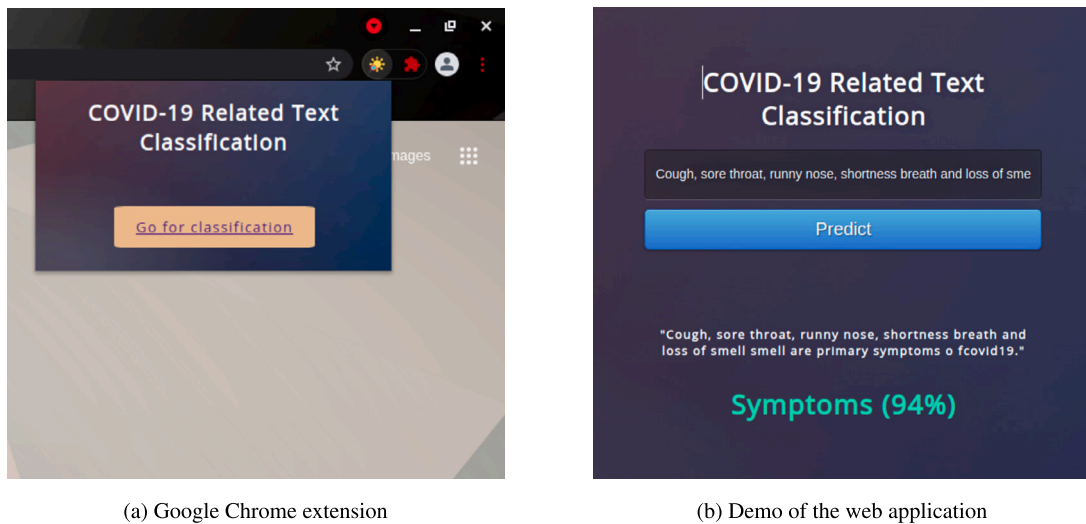 COVID-19 Related Text
Classification
mages
Go for classification
(a) Google Chrome extension
COVID-19 Related Text
Classification
Cough, sore throat, runny nose, shortness breath and loss of sme
Predict
"Cough, sore throat, runny nose, shortness breath and
loss of smell smell are primary symptoms o fcovid19."
Symptoms (94%)
(b) Demo of the web application